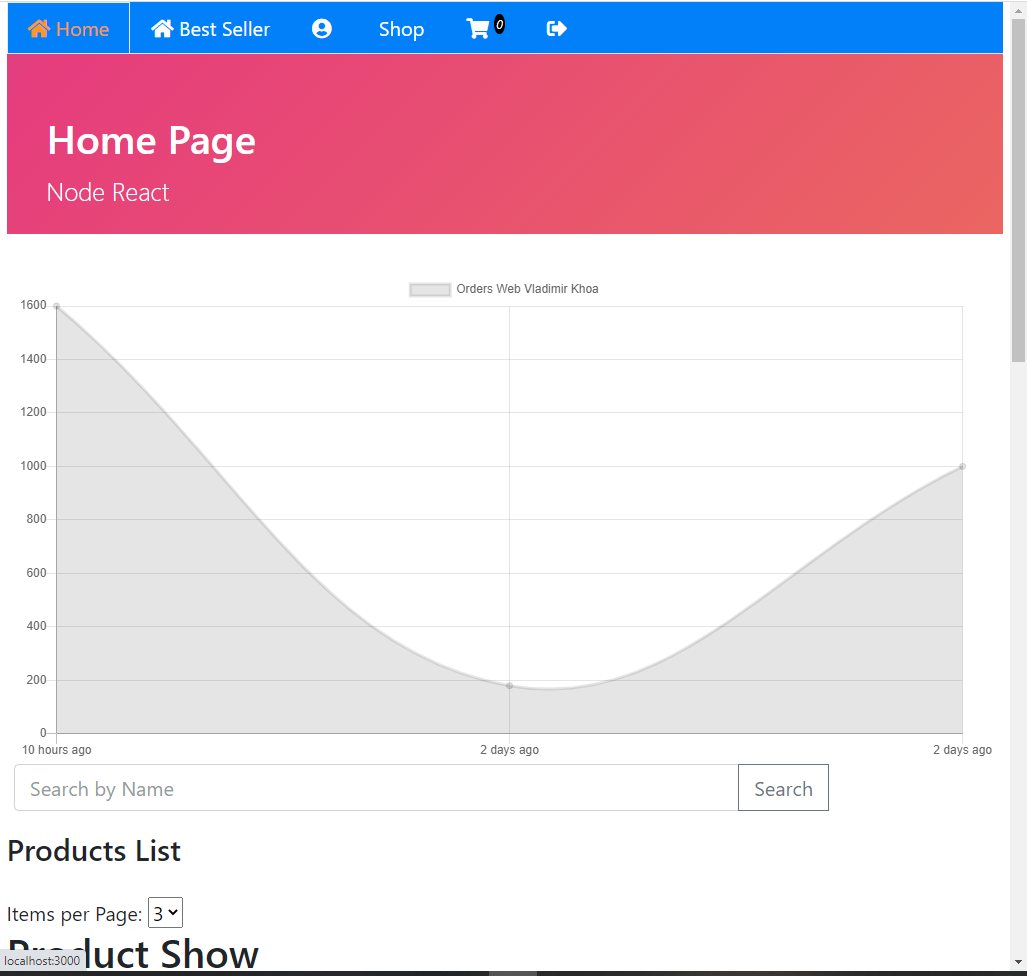 Home Best Seller Shop 0
Home Page
Node React
Orders Web Vladimir Khoa
1600
1400
1200
1000
800
600
400
200
0
10 hours ago 2 days ago 2 days ago
Search by Name Search
Products List
Items per Page: 3
Product Show
localhost:3000